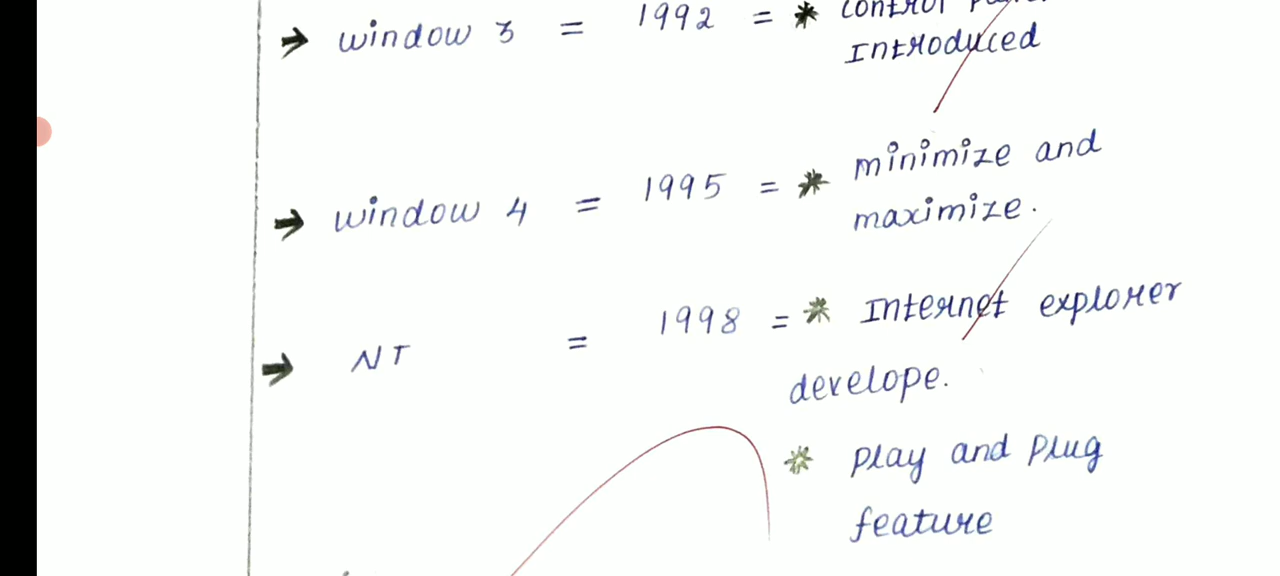 → window 3 = 1992 = * control
Introduced
→ window 4 = 1995 = * minimize and
maximize.
→ NT = 1998 = * Internet explorer
develope.
* Play and Plug
feature